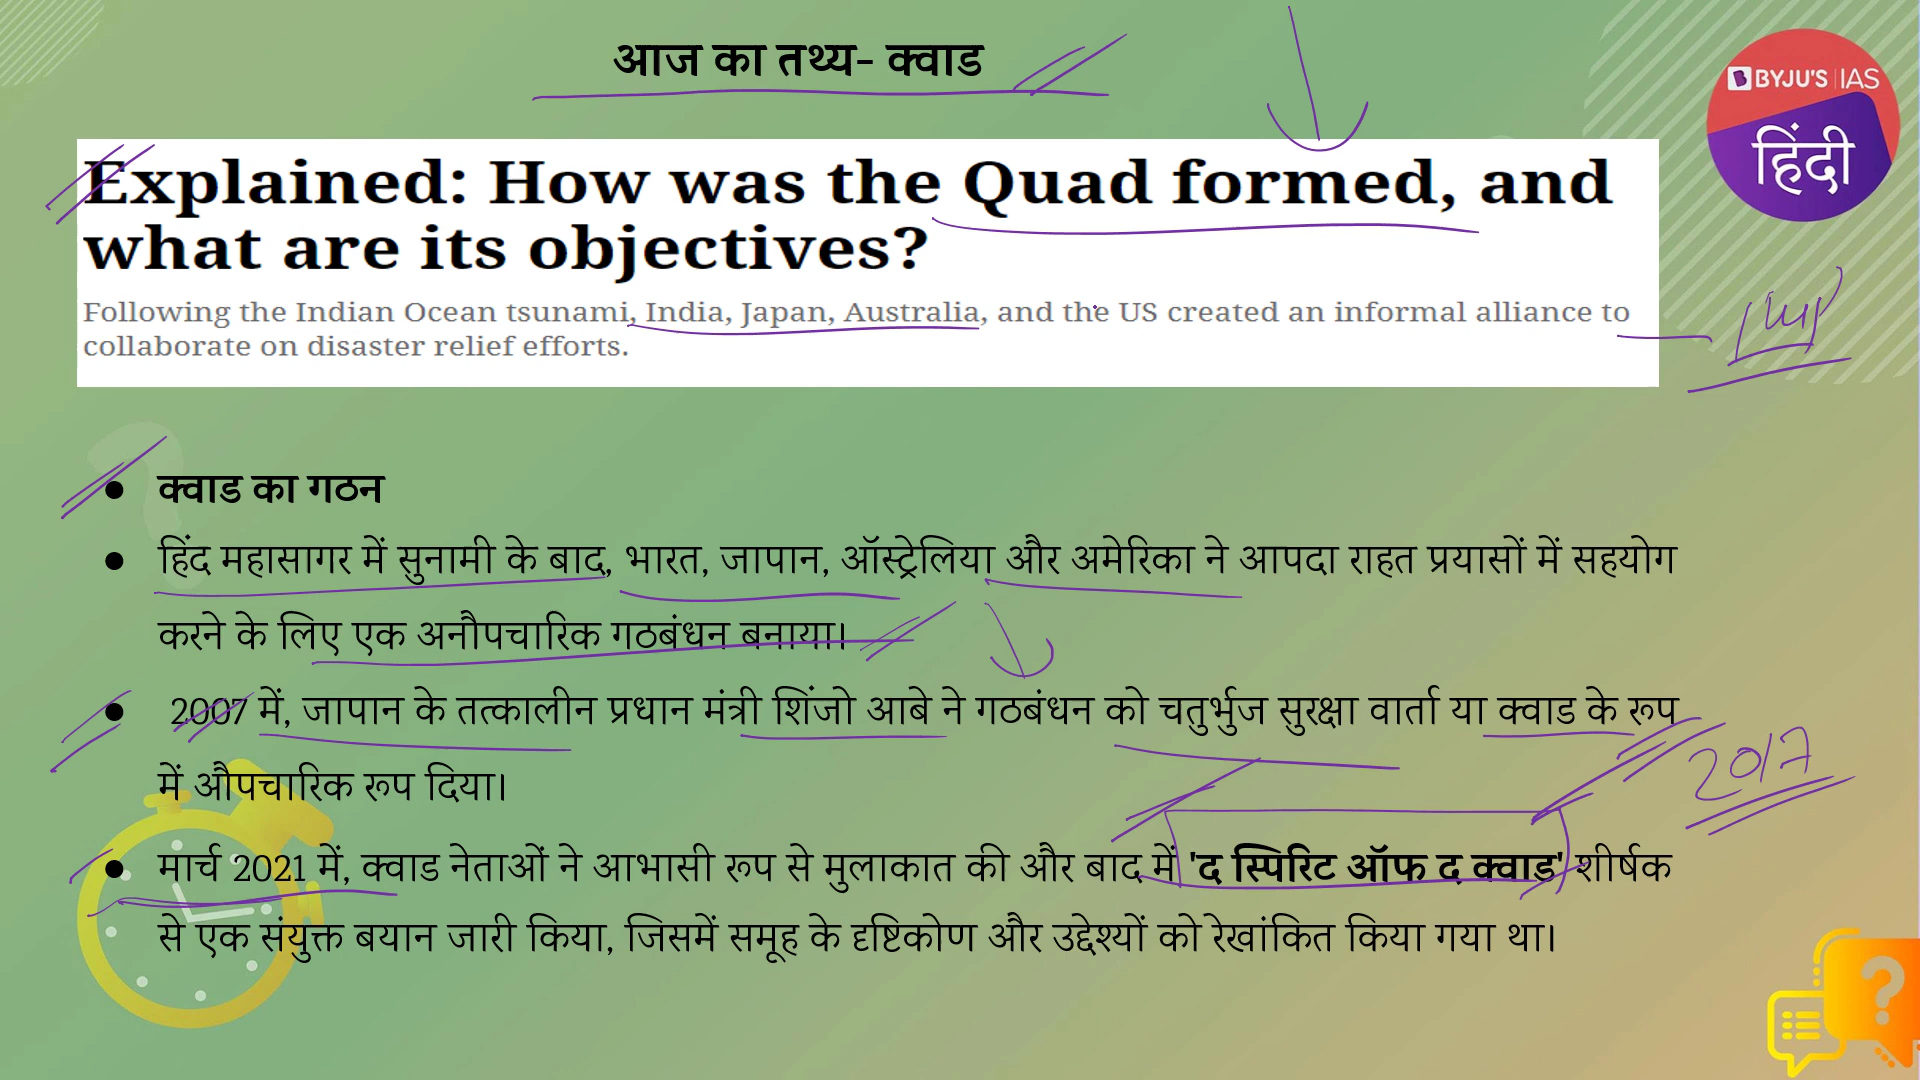 आज का तथ्य- क्वाड
BYJU'S IAS
हिंदी
Explained: How was the Quad formed, and
what are its objectives?
Following the Indian Ocean tsunami, India, Japan, Australia, and the US created an informal alliance to
collaborate on disaster relief efforts.
क्वाड का गठन
हिंद महासागर में सुनामी के बाद, भारत, जापान, ऑस्ट्रेलिया और अमेरिका ने आपदा राहत प्रयासों में सहयोग
करने के लिए एक अनौपचारिक गठबंधन बनाया।
2007 में, जापान के तत्कालीन प्रधान मंत्री शिंजो आबे ने गठबंधन को चतुर्भुज सुरक्षा वार्ता या क्वाड के रूप
में औपचारिक रूप दिया।
2017
मार्च 2021 में, क्वाड नेताओं ने आभासी रूप से मुलाकात की और बाद में 'द स्पिरिट ऑफ द क्वाड' शीर्षक
से एक संयुक्त बयान जारी किया, जिसमें समूह के दृष्टिकोण और उद्देश्यों को रेखांकित किया गया था।